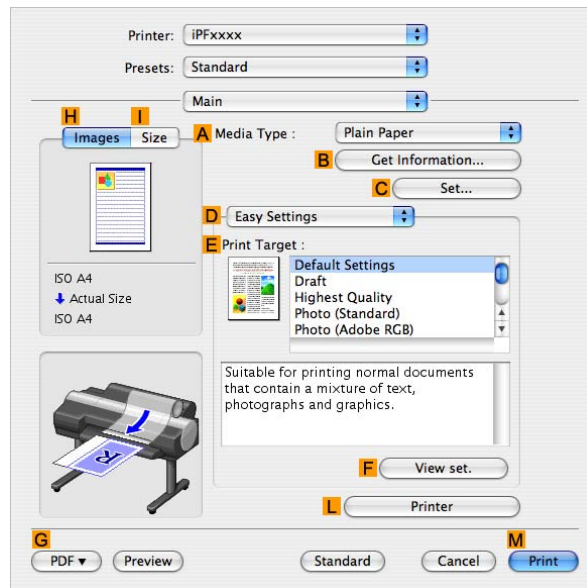 Printer: iPFxxxx
Presets: Standard
Main
H I
Images Size
A Media Type : Plain Paper
B Get Information...
C Set...
D Easy Settings
E Print Target :
Default Settings
Draft
Highest Quality
Photo (Standard)
Photo (Adobe RGB)
ISO A4
Actual Size
ISO A4
Suitable for printing normal documents
that contain a mixture of text,
photographs and graphics.
F View set.
L Printer
G M
PDF Preview Standard Cancel Print